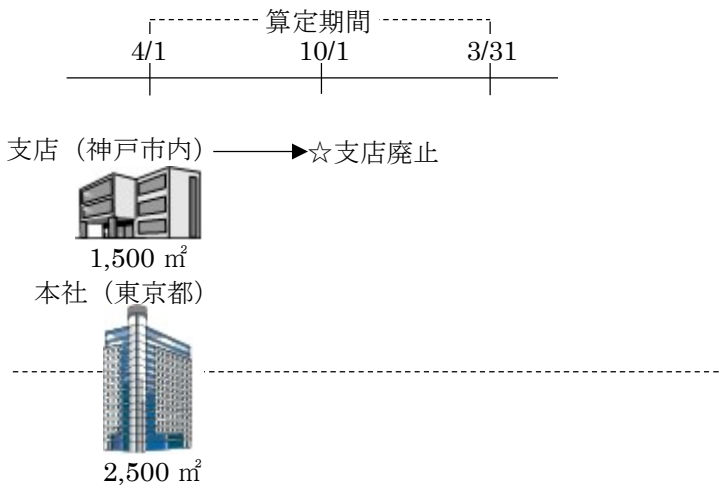 算定期間
4/1 10/1 3/31
支店（神戸市内） ☆支店廃止
1,500 ㎡
本社（東京都）
2,500 ㎡